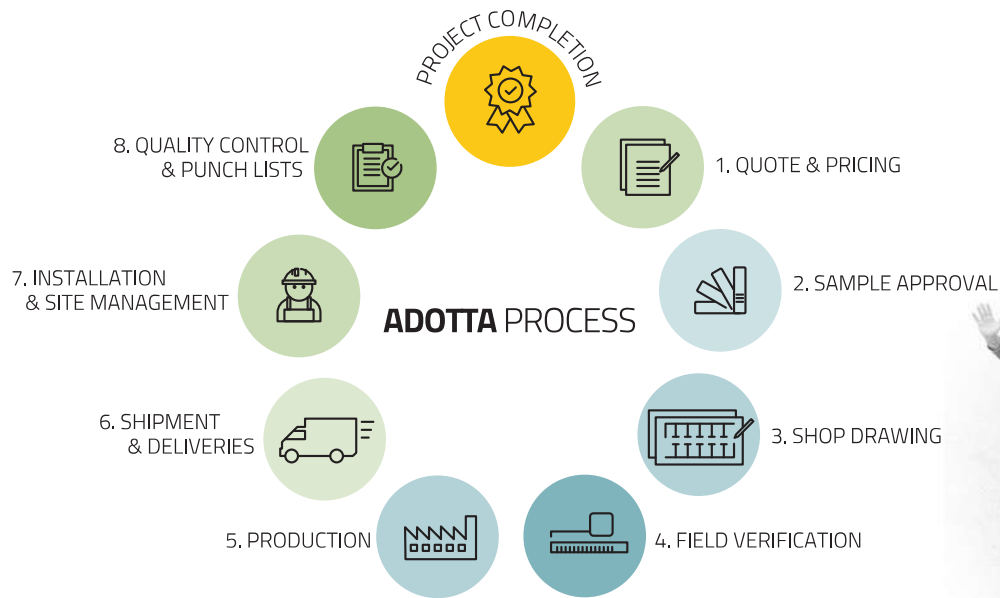 PROJECT COMPLETION
1. QUOTE & PRICING
2. SAMPLE APPROVAL
3. SHOP DRAWING
4. FIELD VERIFICATION
5. PRODUCTION
6. SHIPMENT
& DELIVERIES
7. INSTALLATION
& SITE MANAGEMENT
8. QUALITY CONTROL
& PUNCH LISTS
ADOTTA PROCESS